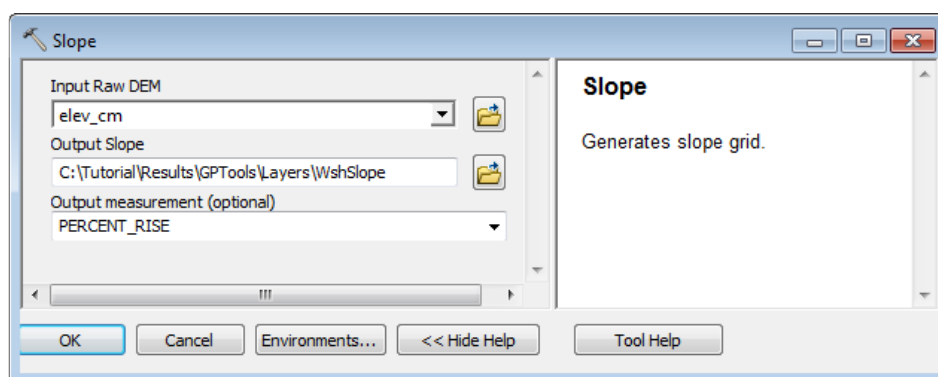 Slope
Input Raw DEM
elev_cm
Output Slope
C:\Tutorial\Results\GPTools\Layers\WshSlope
Output measurement (optional)
PERCENT_RISE
Slope
Generates slope grid.
OK
Cancel
Environments...
<< Hide Help
Tool Help